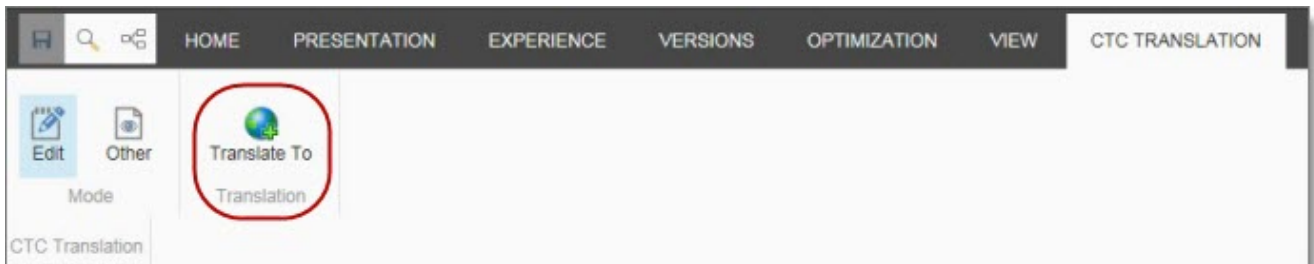 HOME PRESENTATION EXPERIENCE VERSIONS OPTIMIZATION VIEW CTC TRANSLATION
Edit Other Translate To
Mode Translation
CTC Translation